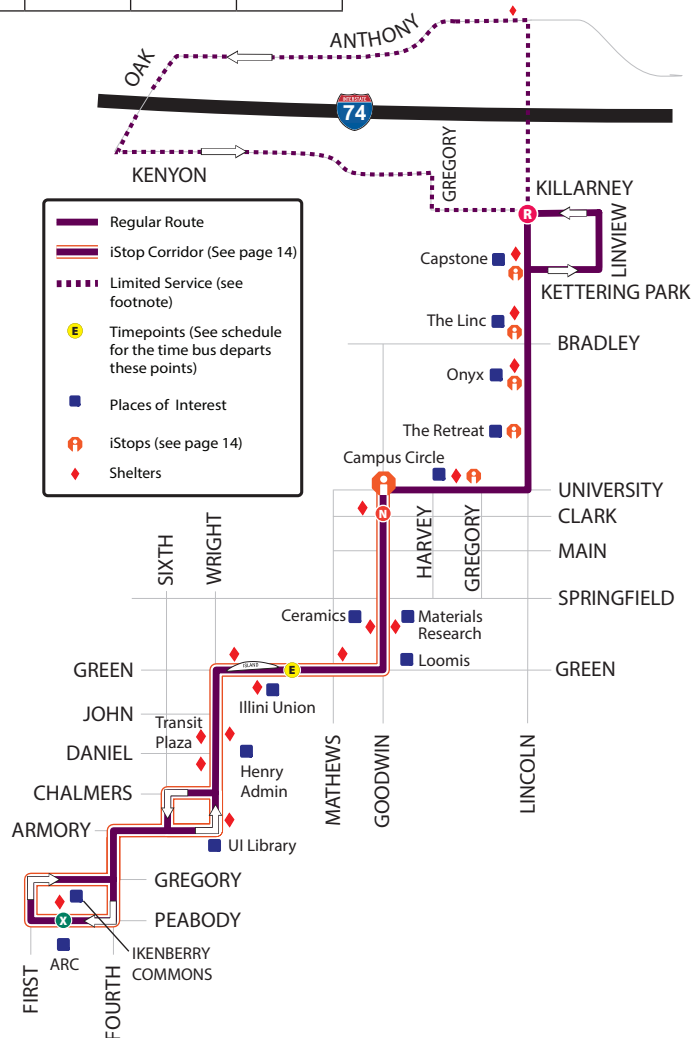 ANTHONY
OAK
INTERSTATE
74
KENYON
GREGORY
KILLARNEY
R
LINVIEW
KETTERING PARK
Regular Route
iStop Corridor (See page 14)
Limited Service (see
footnote)
E
Timepoints (See schedule
for the time bus departs
these points)
Places of Interest
iStops (see page 14)
Shelters
Capstone
The Linc
BRADLEY
Onyx
The Retreat
Campus Circle
UNIVERSITY
N
CLARK
HARVEY
GREGORY
MAIN
SIXTH
WRIGHT
SPRINGFIELD
Ceramics
Materials
Research
Loomis
GREEN
ISLAND
E
GREEN
Illini Union
JOHN
Transit
Plaza
DANIEL
Henry
Admin
MATHEWS
GOODWIN
LINCOLN
CHALMERS
ARMORY
UI Library
GREGORY
X
PEABODY
IKENBERRY
COMMONS
ARC
FIRST
FOURTH